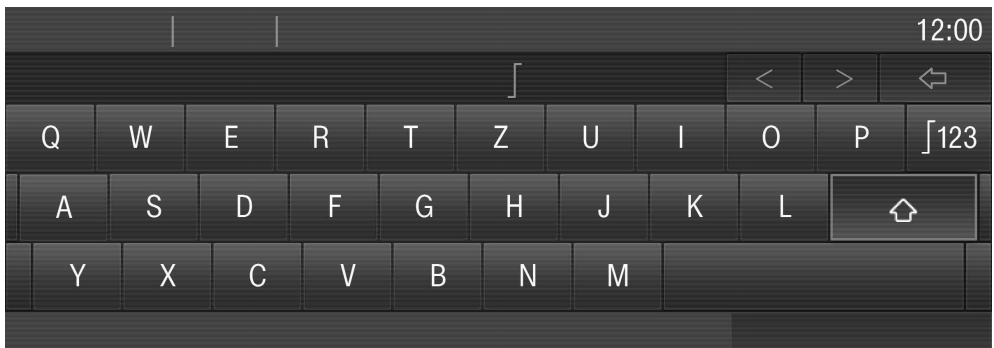 12:00
< >
Q W E R T Z U I O P 123
A S D F G H J K L
Y X C V B N M